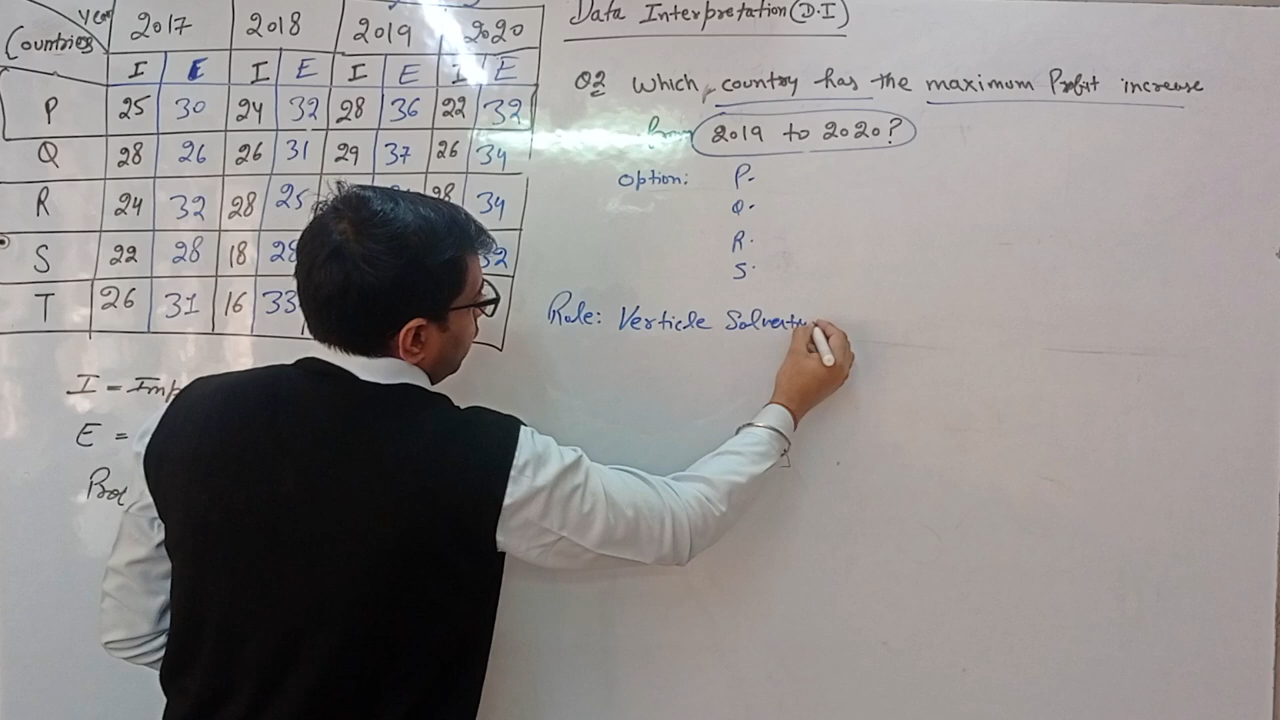 Data Interpretation (D.I)
Year 2017 2018 2019 2020
Countries I E I E I E I E
P 25 30 24 32 28 36 22 32
Q 28 26 26 31 29 37 26 34
R 24 32 28 25 28 34
S 22 28 18 28 32
T 26 31 16 33
I = Imp
E =
Q2 Which country has the maximum Profit increase
from 2019 to 2020?
Option: P.
Q.
R.
S.
Rule: Verticle